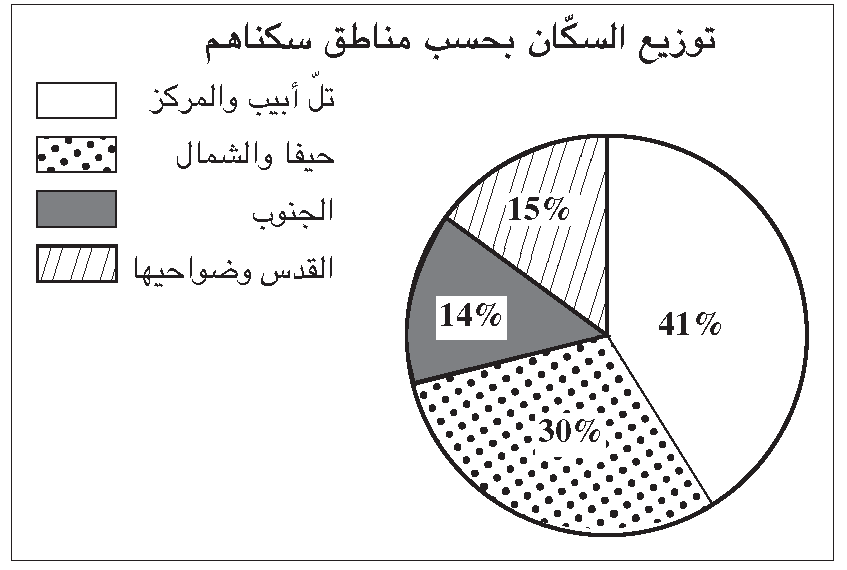 توزيع السكّان بحسب مناطق سكناهم
تلّ أبيب والمركز
حيفا والشمال
الجنوب
القدس وضواحيها
15%
14%
41%
30%